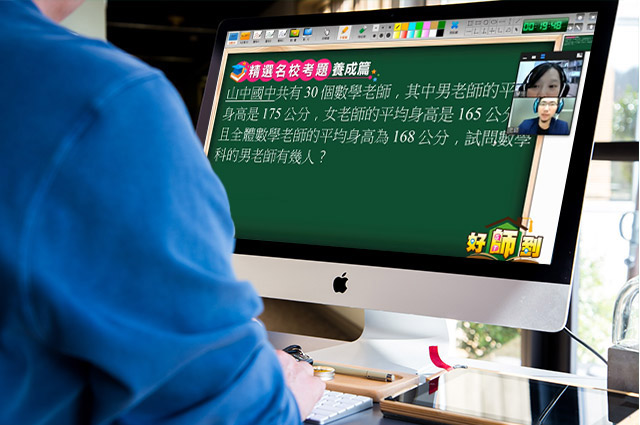 00:19:48
精選名校考題 養成篇
山中國中共有 30 個數學老師，其中男老師的平
身高是 175 公分，女老師的平均身高是 165 公分
且全體數學老師的平均身高為 168 公分，試問數學
科的男老師有幾人？
好師到